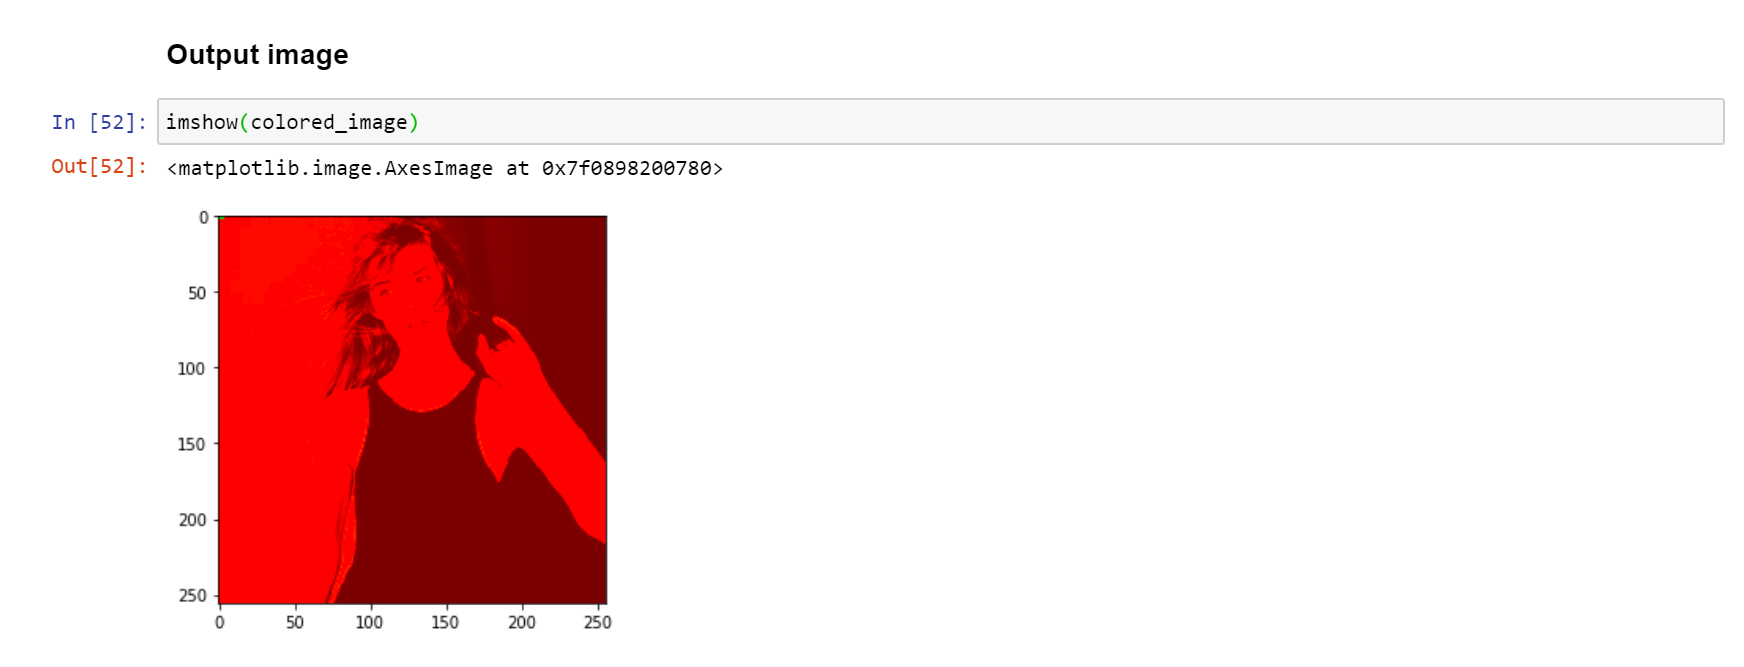 Output image
In [52]: imshow(colored_image)
Out[52]: <matplotlib.image.AxesImage at 0x7f0898200780>
0
50
100
150
200
250
0 50 100 150 200 250